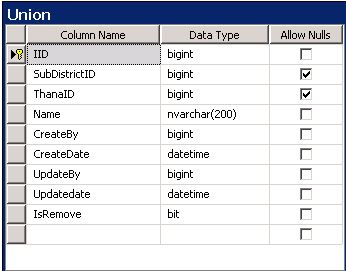 Union
Column Name Data Type Allow Nulls
IID bigint
SubDistrictID bigint
ThanaID bigint
Name nvarchar(200)
CreateBy bigint
CreateDate datetime
UpdateBy bigint
Updatedate datetime
IsRemove bit